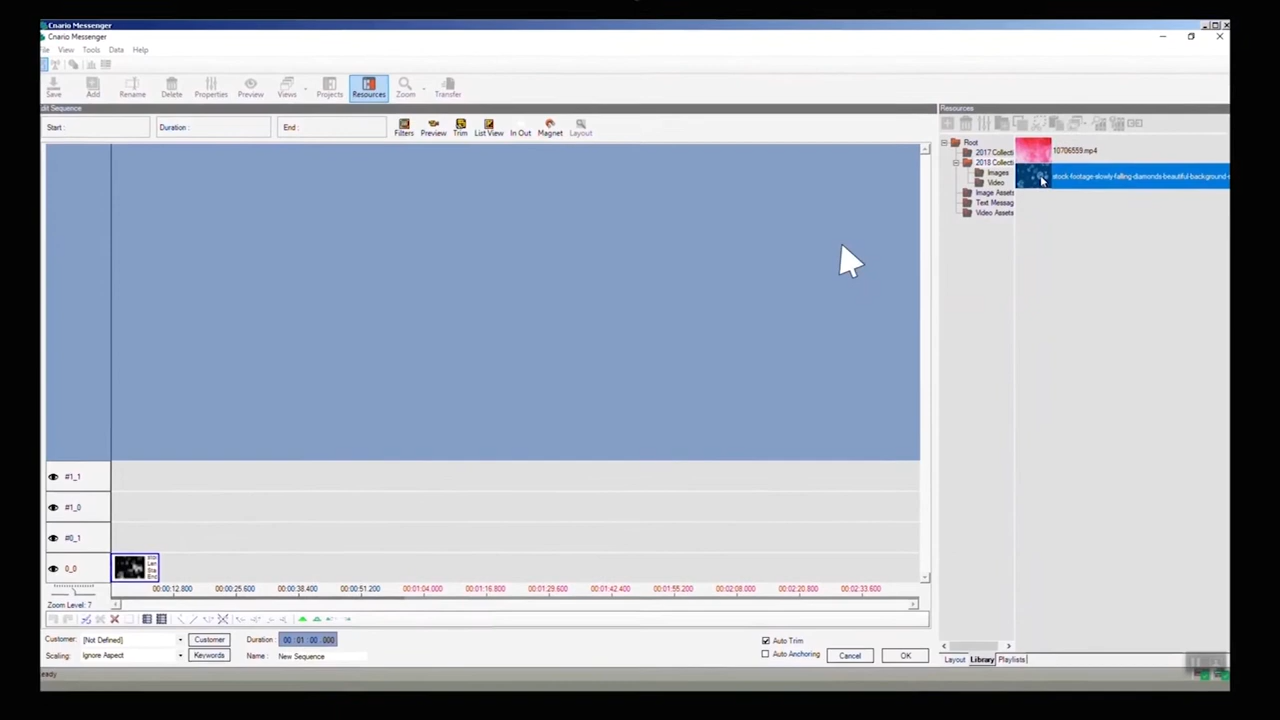 Cnario Messenger
Cnario Messenger
ile View Tools Data Help
Save Add Rename Delete Properties Preview Views Projects Resources Zoom Transfer
dit Sequence
Resources
Start : Duration : End :
Filters Preview Trim List View In Out Magnet Layout
Root
2017 Collecti
2018 Collecti
Images
Video
Image Assets
Text Messag
Video Assets
10706559.mp4
stock-footage-slowly-falling-diamonds-beautiful-background-
#1_1
#1_0
#0_1
0_0
00:00:12.800 00:00:25.600 00:00:38.400 00:00:51.200 00:01:04.000 00:01:16.800 00:01:29.600 00:01:42.400 00:01:55.200 00:02:08.000 00:02:20.800 00:02:33.600
Zoom Level: 7
Customer: [Not Defined] Customer Duration : 00 : 01 : 00 . 000
Auto Trim
Scaling: Ignore Aspect Keywords Name : New Sequence
Auto Anchoring Cancel OK
Layout Library Playlists
eady